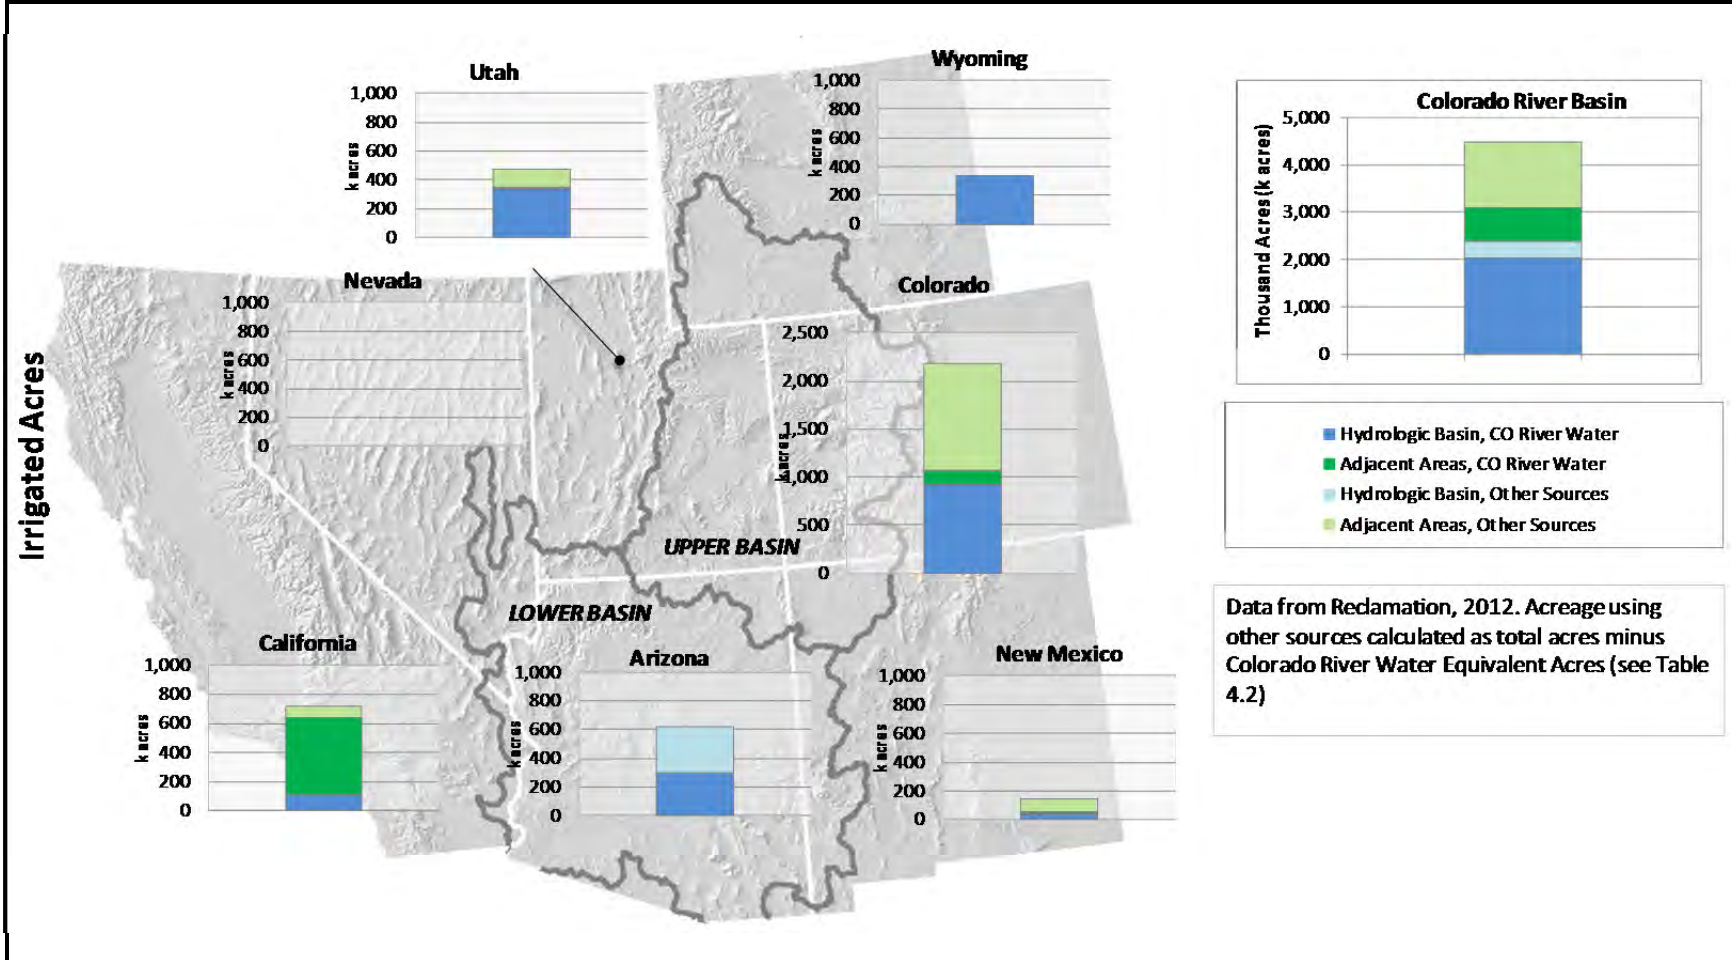 Irrigated Acres
Utah
1,000
800
600
400
200
0
k acres
Wyoming
1,000
800
600
400
200
0
k acres
Nevada
1,000
800
600
400
200
0
k acres
Colorado
2,500
2,000
1,500
1,000
500
0
k acres
UPPER BASIN
LOWER BASIN
California
1,000
800
600
400
200
0
k acres
Arizona
1,000
800
600
400
200
0
k acres
New Mexico
1,000
800
600
400
200
0
k acres
Colorado River Basin
5,000
4,000
3,000
2,000
1,000
0
Thousand Acres (k acres)
Hydrologic Basin, CO River Water
Adjacent Areas, CO River Water
Hydrologic Basin, Other Sources
Adjacent Areas, Other Sources
Data from Reclamation, 2012. Acreage using
other sources calculated as total acres minus
Colorado River Water Equivalent Acres (see Table
4.2)